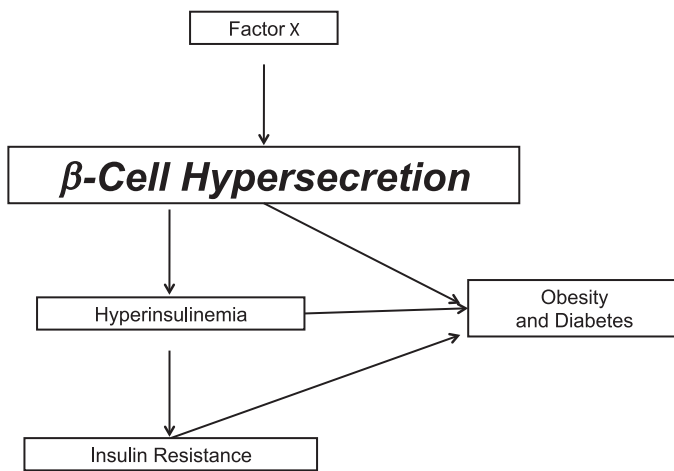 Factor X
β-Cell Hypersecretion
Hyperinsulinemia
Obesity
and Diabetes
Insulin Resistance